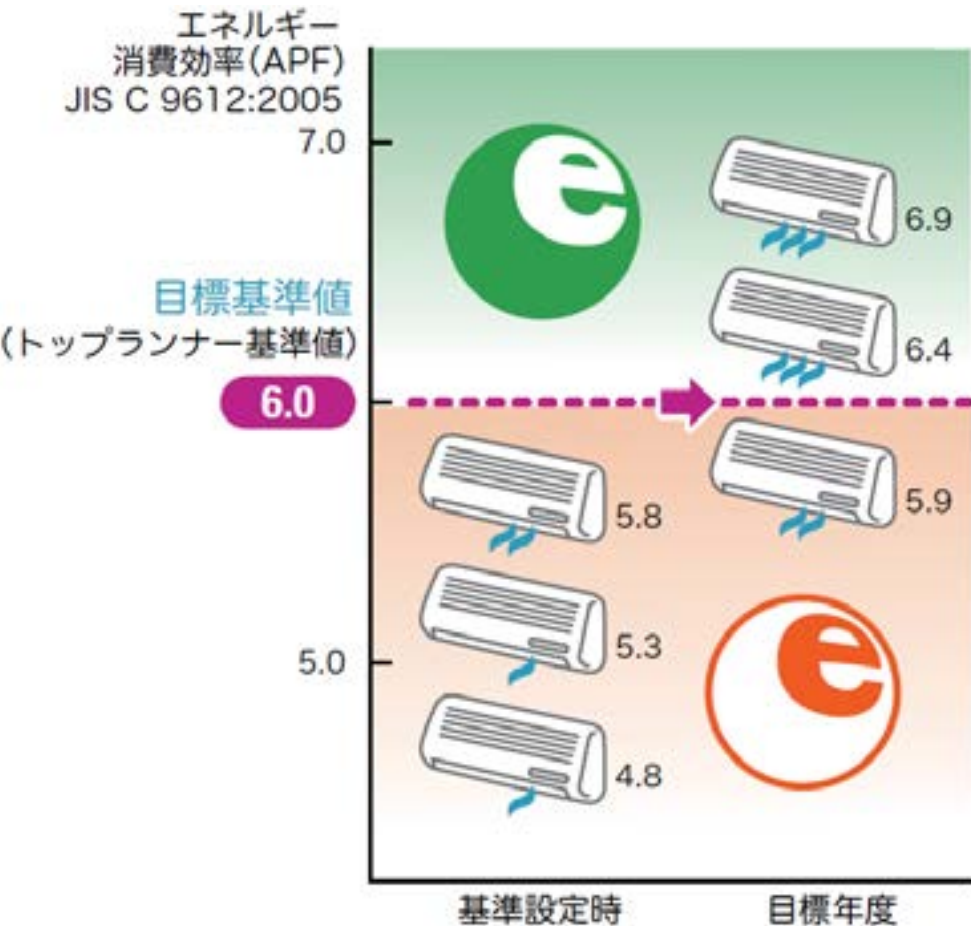 エネルギー
消費効率(APF)
JIS C 9612:2005
7.0
e
6.9
目標基準値
(トップランナー基準値)
6.4
6.0
5.8
5.9
5.0
5.3
e
4.8
基準設定時
目標年度